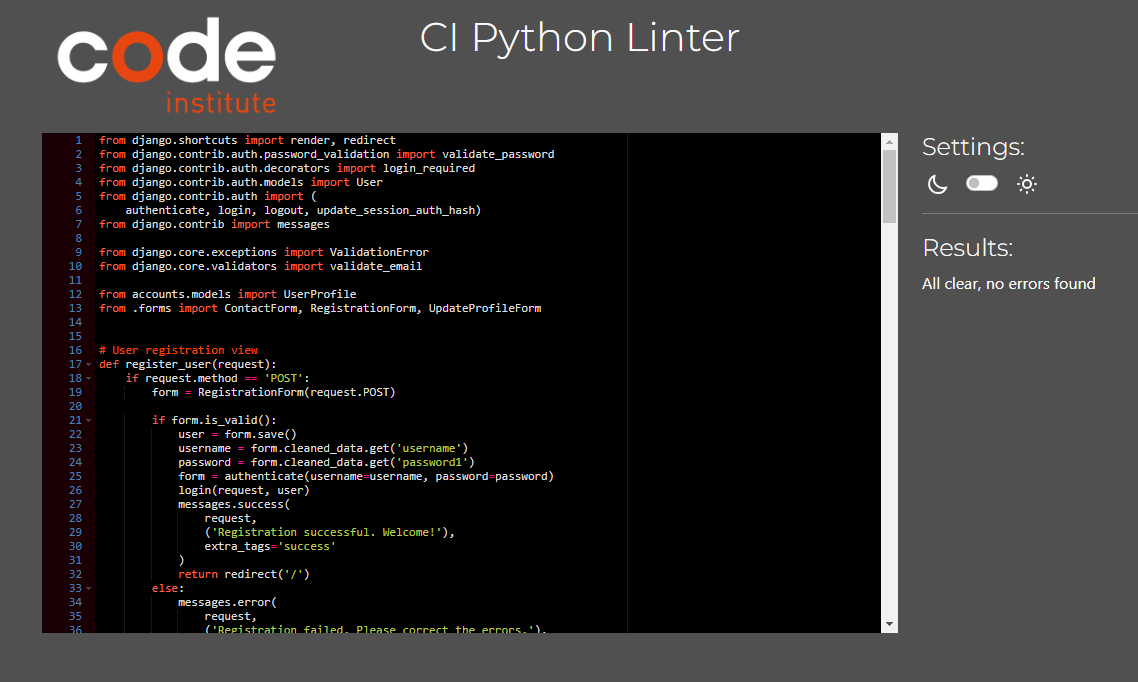 code
institute
CI Python Linter
1 from django.shortcuts import render, redirect
2 from django.contrib.auth.password_validation import validate_password
3 from django.contrib.auth.decorators import login_required
4 from django.contrib.auth.models import User
5 from django.contrib.auth import (
6     authenticate, login, logout, update_session_auth_hash)
7 from django.contrib import messages
8
9 from django.core.exceptions import ValidationError
10 from django.core.validators import validate_email
11
12 from accounts.models import UserProfile
13 from .forms import ContactForm, RegistrationForm, UpdateProfileForm
14
15
16 # User registration view
17 def register_user(request):
18     if request.method == 'POST':
19         form = RegistrationForm(request.POST)
20
21         if form.is_valid():
22             user = form.save()
23             username = form.cleaned_data.get('username')
24             password = form.cleaned_data.get('password1')
25             form = authenticate(username=username, password=password)
26             login(request, user)
27             messages.success(
28                 request,
29                 ('Registration successful. Welcome!'),
30                 extra_tags='success'
31             )
32             return redirect('/')
33         else:
34             messages.error(
35                 request,
36                 ('Registration failed. Please correct the errors.'),
Settings:
Results:
All clear, no errors found